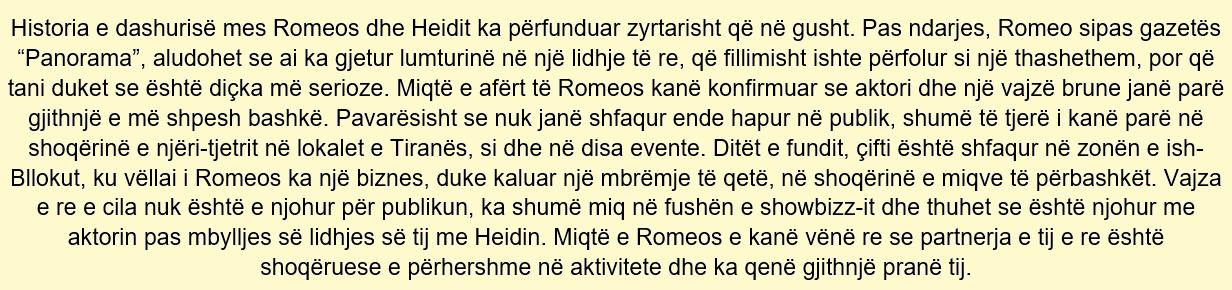 Historia e dashurisë mes Romeos dhe Heidit ka përfunduar zyrtarisht që në gusht. Pas ndarjes, Romeo sipas gazetës
“Panorama”, aludohet se ai ka gjetur lumturinë në një lidhje të re, që fillimisht ishte përfolur si një thashethem, por që
tani duket se është diçka më serioze. Miqtë e afërt të Romeos kanë konfirmuar se aktori dhe një vajzë brune janë parë
gjithnjë e më shpesh bashkë. Pavarësisht se nuk janë shfaqur ende hapur në publik, shumë të tjerë i kanë parë në
shoqërinë e njëri-tjetrit në lokalet e Tiranës, si dhe në disa evente. Ditët e fundit, çifti është shfaqur në zonën e ish-
Bllokut, ku vëllai i Romeos ka një biznes, duke kaluar një mbrëmje të qetë, në shoqërinë e miqve të përbashkët. Vajza
e re e cila nuk është e njohur për publikun, ka shumë miq në fushën e showbizz-it dhe thuhet se është njohur me
aktorin pas mbylljes së lidhjes së tij me Heidin. Miqtë e Romeos e kanë vënë re se partnerja e tij e re është
shoqëruese e përhershme në aktivitete dhe ka qenë gjithnjë pranë tij.